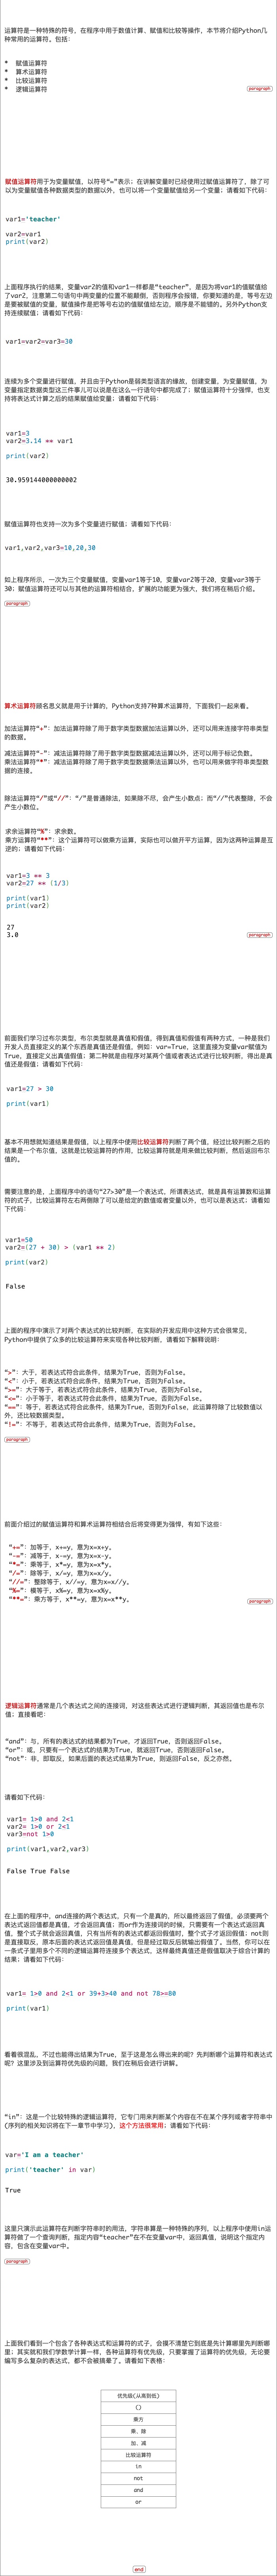 运算符是一种特殊的符号，在程序中用于数值计算、赋值和比较等操作，本节将介绍Python几
种常用的运算符。包括：
* 赋值运算符
* 算术运算符
* 比较运算符
* 逻辑运算符
paragraph
赋值运算符用于为变量赋值，以符号“=”表示；在讲解变量时已经使用过赋值运算符了，除了可
以为变量赋值各种数据类型的数据以外，也可以将一个变量赋值给另一个变量；请看如下代码：
var1='teacher'
var2=var1
print(var2)
上面程序执行的结果，变量var2的值和var1一样都是“teacher”，是因为将var1的值赋值给
了var2，注意第二句语句中两变量的位置不能颠倒，否则程序会报错，你要知道的是，等号左边
是要被赋值的变量，赋值操作是把等号右边的值赋值给左边，顺序是不能错的。另外Python支
持连续赋值；请看如下代码：
var1=var2=var3=30
连续为多个变量进行赋值，并且由于Python是弱类型语言的缘故，创建变量，为变量赋值，为
变量指定数据类型这三件事儿可以说是在这么一行语句中都完成了；赋值运算符十分强悍，也支
持将表达式计算之后的结果赋值给变量；请看如下代码：
var1=3
var2=3.14 ** var1
print(var2)
30.959144000000002
赋值运算符也支持一次为多个变量进行赋值；请看如下代码：
var1,var2,var3=10,20,30
如上程序所示，一次为三个变量赋值，变量var1等于10，变量var2等于20，变量var3等于
30；赋值运算符还可以与其他的运算符相结合，扩展的功能更为强大，我们将在稍后介绍。
paragraph
算术运算符顾名思义就是用于计算的，Python支持7种算术运算符，下面我们一起来看。
加法运算符“+”：加法运算符除了用于数字类型数据加法运算以外，还可以用来连接字符串类型
的数据。
减法运算符“-”：减法运算符除了用于数字类型数据减法运算以外，还可以用于标记负数。
乘法运算符“*”：乘法运算符除了用于数字类型数据乘法运算以外，也可以用来做字符串类型数
据的连接。
除法运算符“/”或“//”：“/”是普通除法，如果除不尽，会产生小数点；而“//”代表整除，不会
产生小数位。
求余运算符“%”：求余数。
乘方运算符“**”：这个运算符可以做乘方运算，实际也可以做开平方运算，因为这两种运算是互
逆的；请看如下代码：
var1=3 ** 3
var2=27 ** (1/3)
print(var1)
print(var2)
27
3.0
paragraph
前面我们学习过布尔类型，布尔类型就是真值和假值，得到真值和假值有两种方式，一种是我们
开发人员直接定义的某个东西是真值还是假值，例如：var=True，这里直接为变量var赋值为
True，直接定义出真值假值；第二种就是由程序对某两个值或者表达式进行比较判断，得出是真
值还是假值；请看如下代码：
var1=27 > 30
print(var1)
基本不用想就知道结果是假值，以上程序中使用比较运算符判断了两个值，经过比较判断之后的
结果是一个布尔值，这就是比较运算符的作用，比较运算符就是用来做比较判断，然后返回布尔
值的。
需要注意的是，上面程序中的语句“27>30”是一个表达式，所谓表达式，就是具有运算数和运算
符的式子，比较运算符在右两侧除了可以是给定的数值或者变量以外，也可以是表达式；请看如
下代码：
var1=50
var2=(27 + 30) > (var1 ** 2)
print(var2)
False
上面的程序中演示了对两个表达式的比较判断，在实际的开发应用中这种方式会很常见，
Python中提供了众多的比较运算符来实现各种比较判断，请看如下解释说明：
“>”：大于，若表达式符合此条件，结果为True，否则为False。
“<”：小于，若表达式符合此条件，结果为True，否则为False。
“>=”：大于等于，若表达式符合此条件，结果为True，否则为False。
“<=”：小于等于，若表达式符合此条件，结果为True，否则为False。
“==”：等于，若表达式符合此条件，结果为True，否则为False，此运算符除了比较数值以
外，还比较数据类型。
“!=”：不等于，若表达式符合此条件，结果为True，否则为False。
paragraph
前面介绍过的赋值运算符和算术运算符相结合后将变得更为强悍，有如下这些：
“+=”：加等于，x+=y，意为x=x+y。
“-=”：减等于，x-=y，意为x=x-y。
“*=”：乘等于，x*=y，意为x=x*y。
“/=”：除等于，x/=y，意为x=x/y。
“//=”：整除等于，x//=y，意为x=x//y。
“%=”：模等于，x%=y，意为x=x%y。
“**=”：乘方等于，x**=y，意为x=x**y。
paragraph
逻辑运算符通常是几个表达式之间的连接词，对这些表达式进行逻辑判断，其返回值也是布尔
值；直接看吧：
“and”：与，所有的表达式的结果都为True，才返回True，否则返回False。
“or”：或，只要有一个表达式的结果为True，就返回True，否则返回False。
“not”：非，即取反，如果后面的表达式结果为True，则返回False，反之亦然。
请看如下代码：
var1= 1>0 and 2<1
var2= 1>0 or 2<1
var3=not 1>0
print(var1,var2,var3)
False True False
在上面的程序中，and连接的两个表达式，只有一个是真的，所以最终返回了假值，必须要两个
表达式返回值都是真值，才会返回真值；而or作为连接词的时候，只需要有一个表达式返回真
值，整个式子就会返回真值，只有当所有的表达式都返回假值时，整个式子才返回假值；not则
是直接取反，原本后面的表达式返回值是真值，但是经过取反后就输出假值了。当然，你可以在
一条式子里用多个不同的逻辑运算符连接多个表达式，这样最终真值还是假值取决于综合计算的
结果；请看如下代码：
var1= 1>0 and 2<1 or 39+3>40 and not 78>=80
print(var1)
看着很混乱，不过也能得出结果为True，至于这是怎么得出来的呢？先判断哪个运算符和表达式
呢？这里涉及到运算符优先级的问题，我们在稍后会进行讲解。
“in”：这是一个比较特殊的逻辑运算符，它专门用来判断某个内容在不在某个序列或者字符串中
(序列的相关知识将在下一章节中学习)，这个方法很常用；请看如下代码：
var='I am a teacher'
print('teacher' in var)
True
这里只演示此运算符在判断字符串时的用法，字符串算是一种特殊的序列，以上程序中使用in运
算符做了一个查询判断，指定内容“teacher”在不在变量var中，返回真值，说明这个指定内
容，包含在变量var中。
paragraph
上面我们看到一个包含了各种表达式和运算符的式子，会摸不清楚它到底是先计算哪里先判断哪
里；其实就和我们学数学计算一样，各种运算符有优先级，只要掌握了运算符的优先级，无论要
编写多么复杂的表达式，都不会被搞晕了。请看如下表格：
优先级(从高到低)
()
乘方
乘、除
加、减
比较运算符
in
not
and
or
end